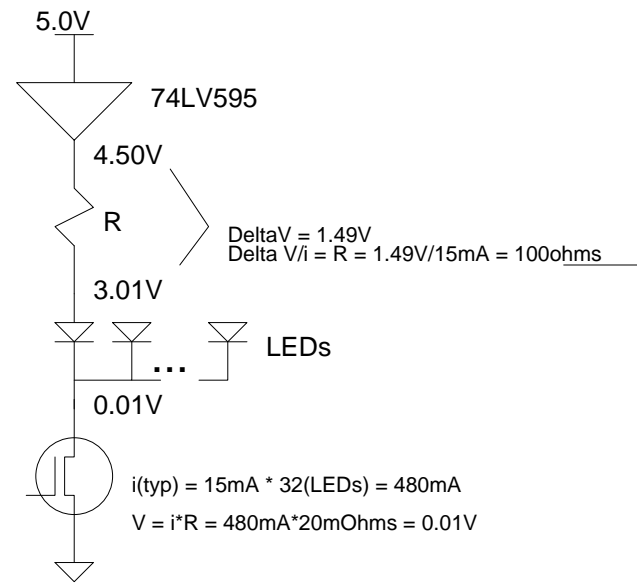 5.0V
74LV595
4.50V
R
DeltaV = 1.49V
Delta V/i = R = 1.49V/15mA = 100ohms
3.01V
LEDs
...
0.01V
i(typ) = 15mA * 32(LEDs) = 480mA
V = i*R = 480mA*20mOhms = 0.01V